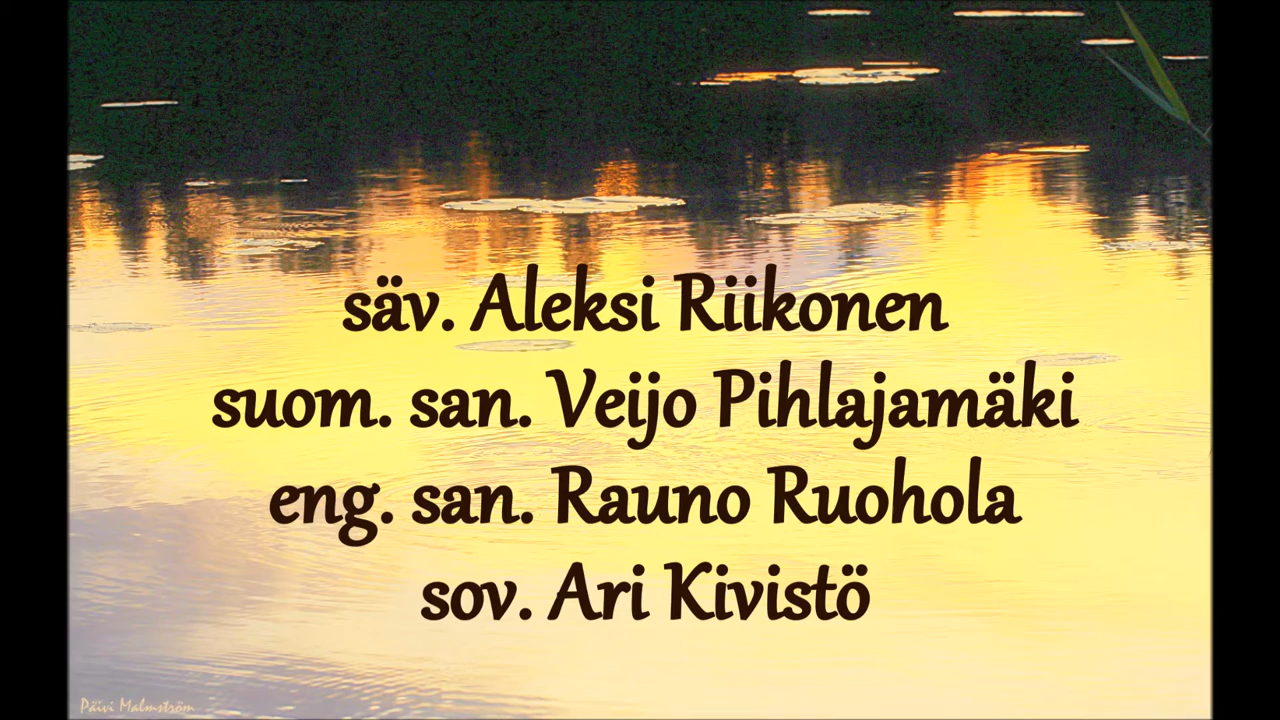 säv. Aleksi Riikonen
suom. san. Veijo Pihlajamäki
eng. san. Rauno Ruohola
sov. Ari Kivistö
Päivi Malmström